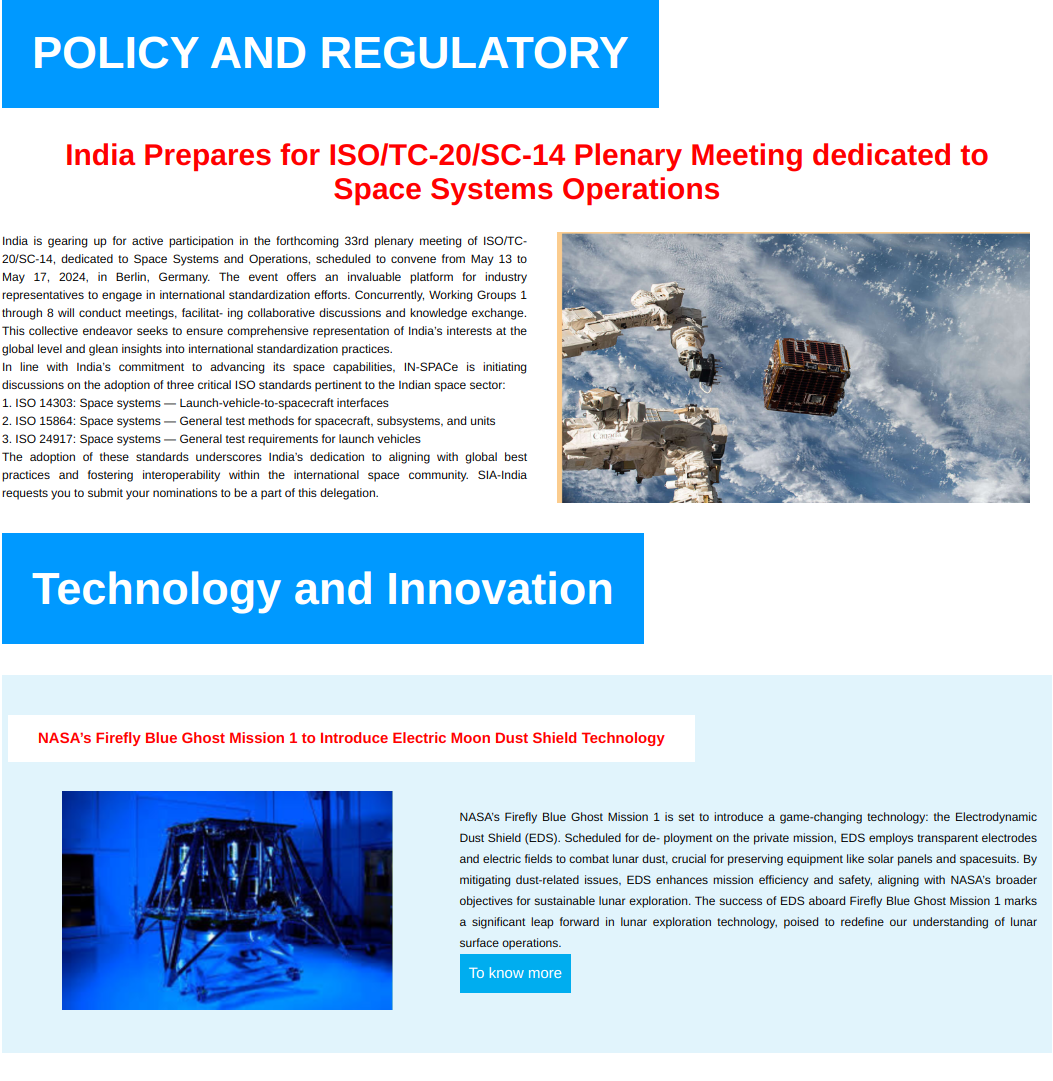 POLICY AND REGULATORY
India Prepares for ISO/TC-20/SC-14 Plenary Meeting dedicated to
Space Systems Operations
India is gearing up for active participation in the forthcoming 33rd plenary meeting of ISO/TC-
20/SC-14, dedicated to Space Systems and Operations, scheduled to convene from May 13 to
May 17, 2024, in Berlin, Germany. The event offers an invaluable platform for industry
representatives to engage in international standardization efforts. Concurrently, Working Groups 1
through 8 will conduct meetings, facilitat- ing collaborative discussions and knowledge exchange.
This collective endeavor seeks to ensure comprehensive representation of India’s interests at the
global level and glean insights into international standardization practices.
In line with India’s commitment to advancing its space capabilities, IN-SPACe is initiating
discussions on the adoption of three critical ISO standards pertinent to the Indian space sector:
1. ISO 14303: Space systems — Launch-vehicle-to-spacecraft interfaces
2. ISO 15864: Space systems — General test methods for spacecraft, subsystems, and units
3. ISO 24917: Space systems — General test requirements for launch vehicles
The adoption of these standards underscores India’s dedication to aligning with global best
practices and fostering interoperability within the international space community. SIA-India
requests you to submit your nominations to be a part of this delegation.
Canada
Technology and Innovation
NASA’s Firefly Blue Ghost Mission 1 to Introduce Electric Moon Dust Shield Technology
NASA’s Firefly Blue Ghost Mission 1 is set to introduce a game-changing technology: the Electrodynamic
Dust Shield (EDS). Scheduled for de- ployment on the private mission, EDS employs transparent electrodes
and electric fields to combat lunar dust, crucial for preserving equipment like solar panels and spacesuits. By
mitigating dust-related issues, EDS enhances mission efficiency and safety, aligning with NASA’s broader
objectives for sustainable lunar exploration. The success of EDS aboard Firefly Blue Ghost Mission 1 marks
a significant leap forward in lunar exploration technology, poised to redefine our understanding of lunar
surface operations.
To know more